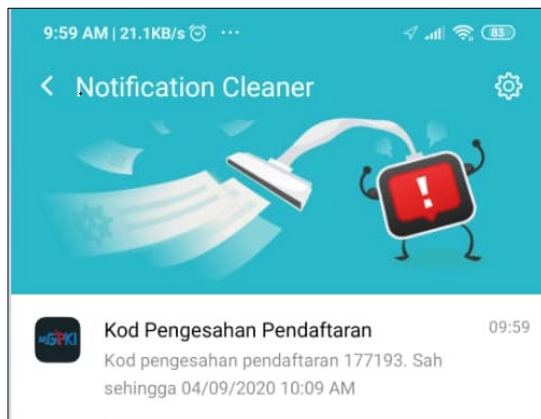 9:59 AM | 21.1KB/s ...
83
Notification Cleaner
!
MyGPKI
Kod Pengesahan Pendaftaran 09:59
Kod pengesahan pendaftaran 177193. Sah
sehingga 04/09/2020 10:09 AM